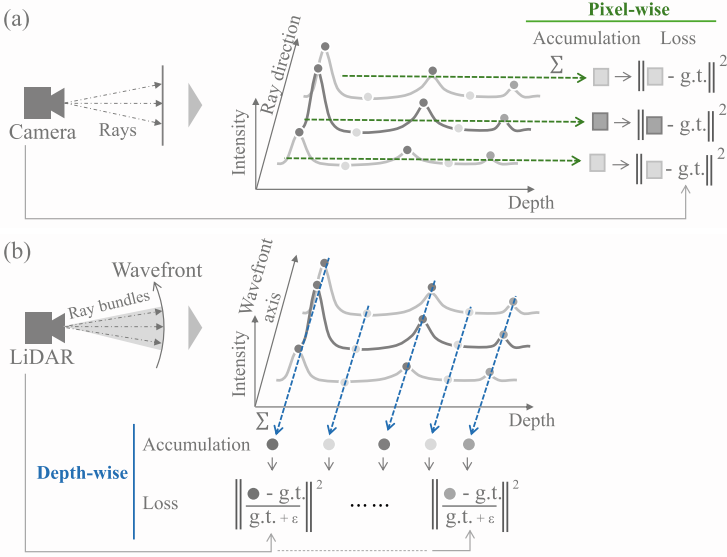 (a)
Pixel-wise
Accumulation Loss
Σ
Ray direction
Intensity
Camera
Rays
Depth
‖ - g.t.‖²
‖ - g.t.‖²
‖ - g.t.‖²
(b)
Wavefront
Ray bundles
LiDAR
Wavefront
axis
Intensity
Depth
Σ
Depth-wise
Accumulation
Loss
‖ - g.t. / g.t. + ε ‖²
... ...
‖ - g.t. / g.t. + ε ‖²